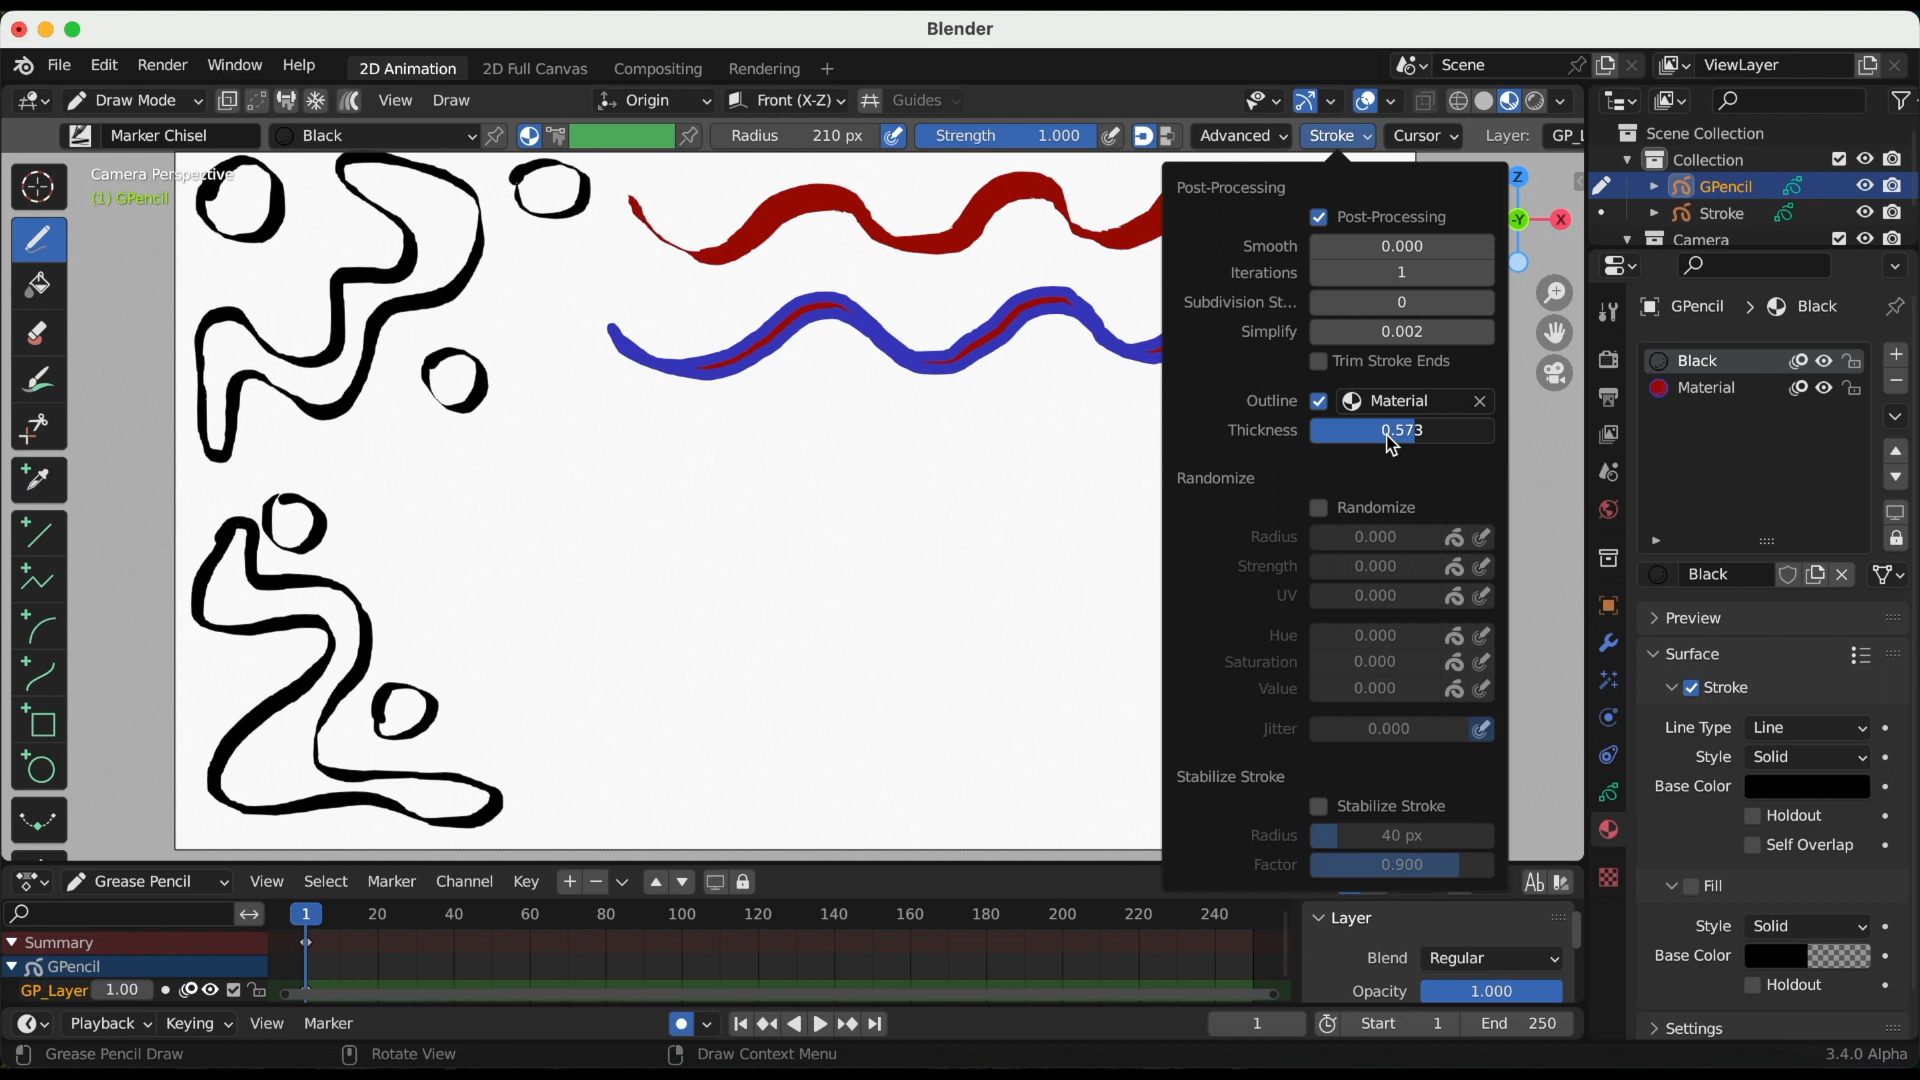 Blender
File Edit Render Window Help 2D Animation 2D Full Canvas Compositing Rendering + Scene ViewLayer
Draw Mode View Draw Origin Front (X-Z) Guides
Marker Chisel Black Radius 210 px Strength 1.000 Advanced Stroke Cursor Layer: GP_L
Camera Perspective
(1) GPencil
Post-Processing
Post-Processing
Smooth 0.000
Iterations 1
Subdivision St... 0
Simplify 0.002
Trim Stroke Ends
Outline Material
Thickness 0.573
Randomize
Randomize
Radius 0.000
Strength 0.000
UV 0.000
Hue 0.000
Saturation 0.000
Value 0.000
Jitter 0.000
Stabilize Stroke
Stabilize Stroke
Radius 40 px
Factor 0.900
Z
-Y X
Scene Collection
Collection
GPencil
Stroke
Camera
GPencil > Black
Black
Material
Black
Preview
Surface
Stroke
Line Type Line
Style Solid
Base Color
Holdout
Self Overlap
Fill
Style Solid
Base Color
Holdout
Settings
Grease Pencil View Select Marker Channel Key Ab
1 20 40 60 80 100 120 140 160 180 200 220 240
Summary
GPencil
GP_Layer 1.00
Layer
Blend Regular
Opacity 1.000
Playback Keying View Marker 1 Start 1 End 250
Grease Pencil Draw Rotate View Draw Context Menu 3.4.0 Alpha